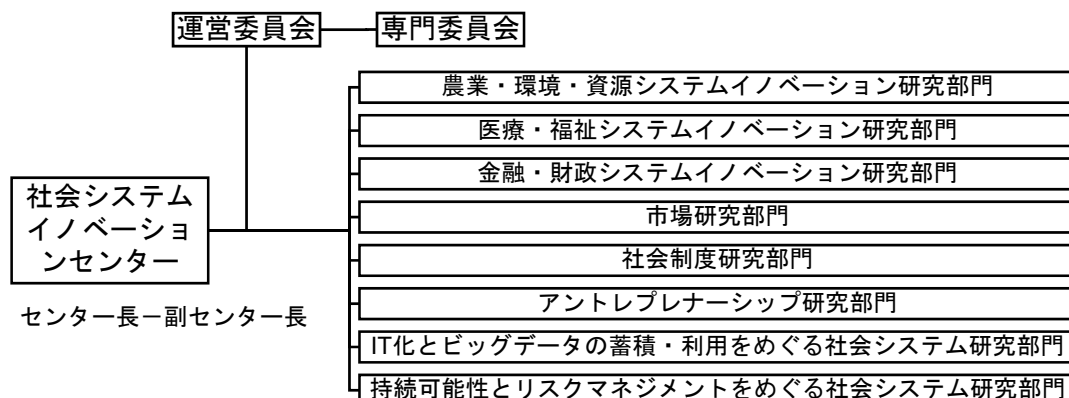 運営委員会
専門委員会
農業・環境・資源システムイノベーション研究部門
医療・福祉システムイノベーション研究部門
金融・財政システムイノベーション研究部門
市場研究部門
社会制度研究部門
アントレプレナーシップ研究部門
IT化とビッグデータの蓄積・利用をめぐる社会システム研究部門
持続可能性とリスクマネジメントをめぐる社会システム研究部門
社会システム
イノベーショ
ンセンター
センター長－副センター長